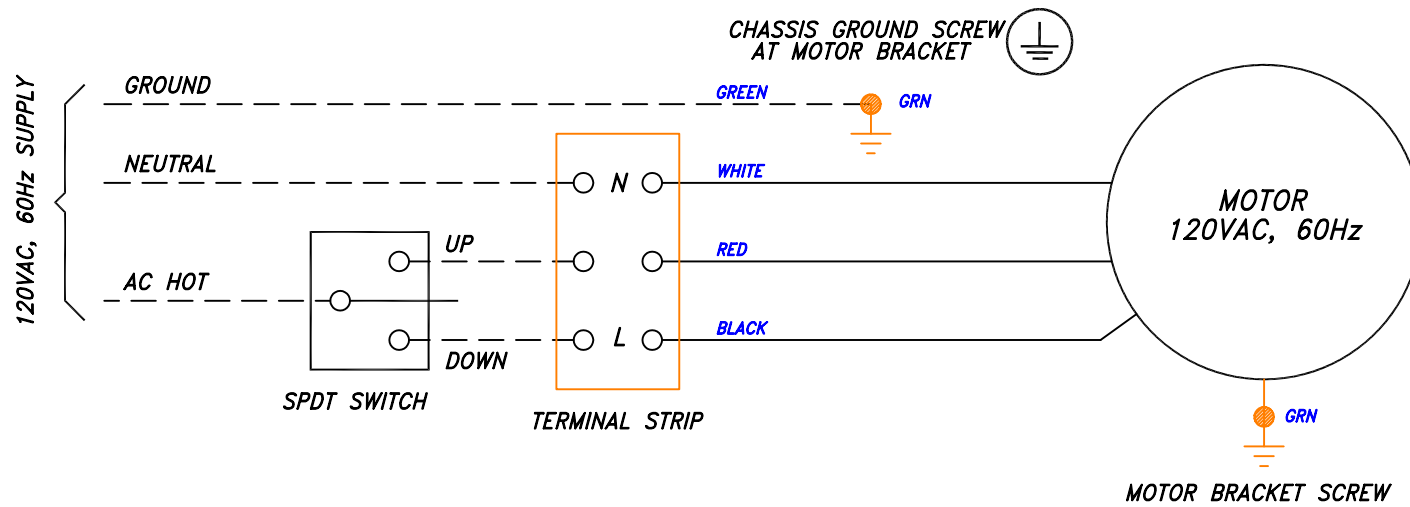 CHASSIS GROUND SCREW
AT MOTOR BRACKET
120VAC, 60Hz SUPPLY
GROUND
GREEN
GRN
NEUTRAL
N
WHITE
MOTOR
120VAC, 60Hz
UP
RED
AC HOT
L
BLACK
DOWN
SPDT SWITCH
TERMINAL STRIP
GRN
MOTOR BRACKET SCREW